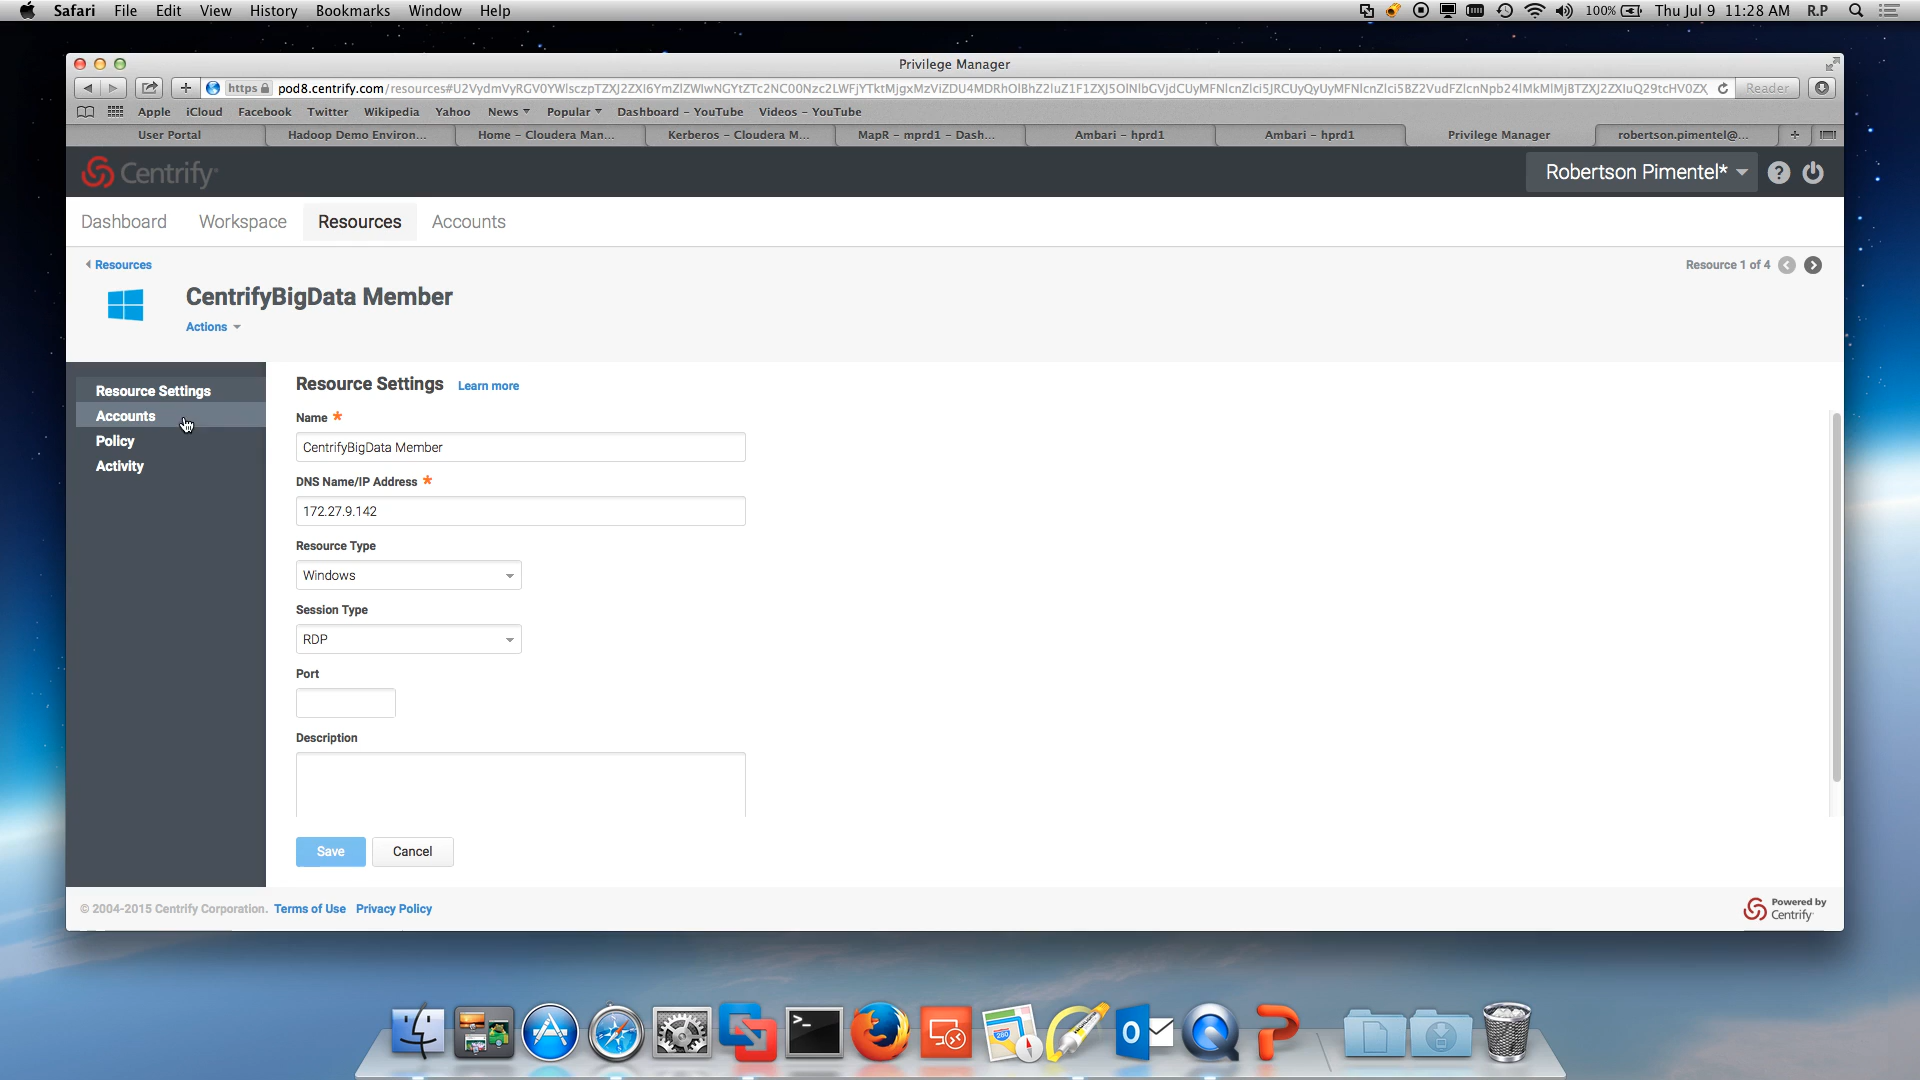 Safari File Edit View History Bookmarks Window Help 100% Thu Jul 9 11:28 AM R.P
Privilege Manager
https pod8.centrify.com Reader
Apple iCloud Facebook Twitter Wikipedia Yahoo News Popular Dashboard – YouTube Videos – YouTube
User Portal Hadoop Demo Environ... Home – Cloudera Man... Kerberos – Cloudera M... MapR – mprd1 – Dash... Ambari – hprd1 Ambari – hprd1 Privilege Manager robertson.pimentel@...
Centrify Robertson Pimentel* ?
Dashboard Workspace Resources Accounts
Resources Resource 1 of 4
CentrifyBigData Member
Actions
Resource Settings
Accounts
Policy
Activity
Resource Settings Learn more
Name *
CentrifyBigData Member
DNS Name/IP Address *
172.27.9.142
Resource Type
Windows
Session Type
RDP
Port
Description
Save Cancel
© 2004-2015 Centrify Corporation. Terms of Use Privacy Policy
Powered by
Centrify